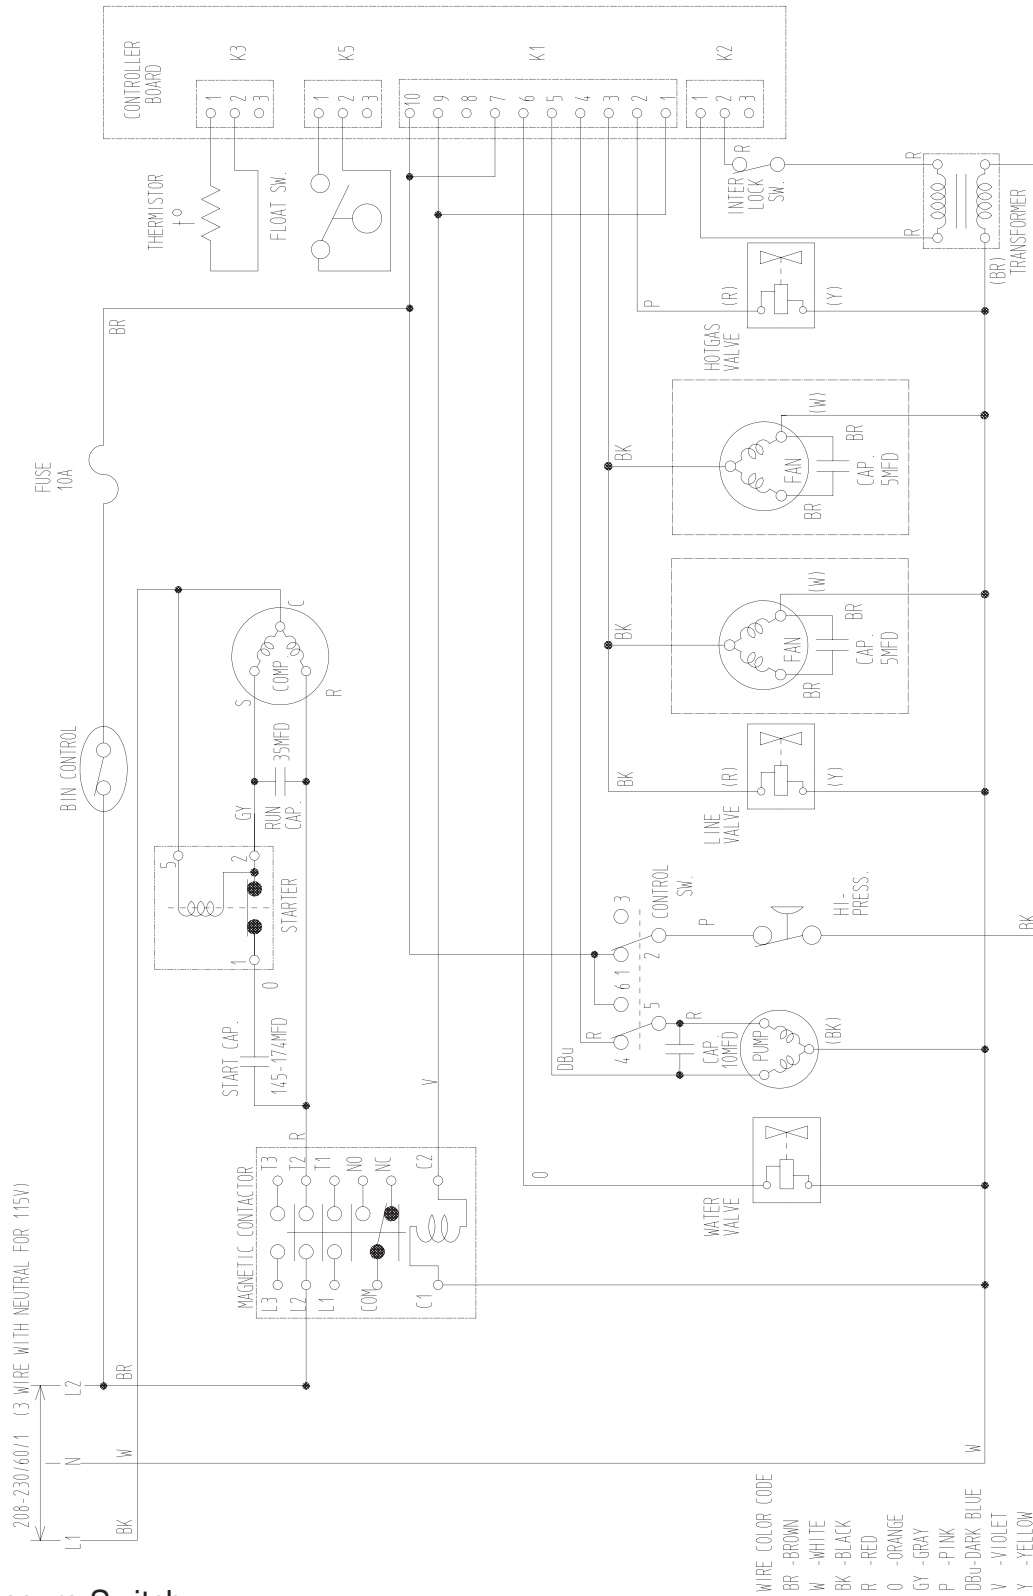 208-230/60/1 (3 WIRE WITH NEUTRAL FOR 115V)
L1
N
L2
BK
W
BR
BIN CONTROL
FUSE
10A
BR
CONTROLLER
BOARD
THERMISTOR
t°
K3
1
2
3
FLOAT SW.
K5
1
2
3
K1
10
9
8
7
6
5
4
3
2
1
K2
1
2
3
MAGNETIC CONTACTOR
L3
T3
L2
T2
L1
T1
NO
COM
NC
C1
C2
R
V
START CAP.
145-174MFD
O
1
2
5
STARTER
GY
RUN
CAP.
35MFD
S
COMP.
C
R
DBu
R
4
5
6
1
2
3
CONTROL
SW.
R
P
CAP.
10MFD
PUMP
(BK)
HI-
PRESS.
BK
O
WATER
VALVE
BK
LINE
VALVE
(R)
(Y)
BK
FAN
(W)
BR
BR
CAP.
5MFD
BK
FAN
(W)
BR
BR
CAP.
5MFD
HOTGAS
VALVE
P
(R)
(Y)
INTER
LOCK
SW.
R
R
R
(BR)
TRANSFORMER
W
WIRE COLOR CODE
BR -BROWN
W -WHITE
BK -BLACK
R -RED
O -ORANGE
GY -GRAY
P -PINK
DBu-DARK BLUE
V -VIOLET
Y -YELLOW
Switch